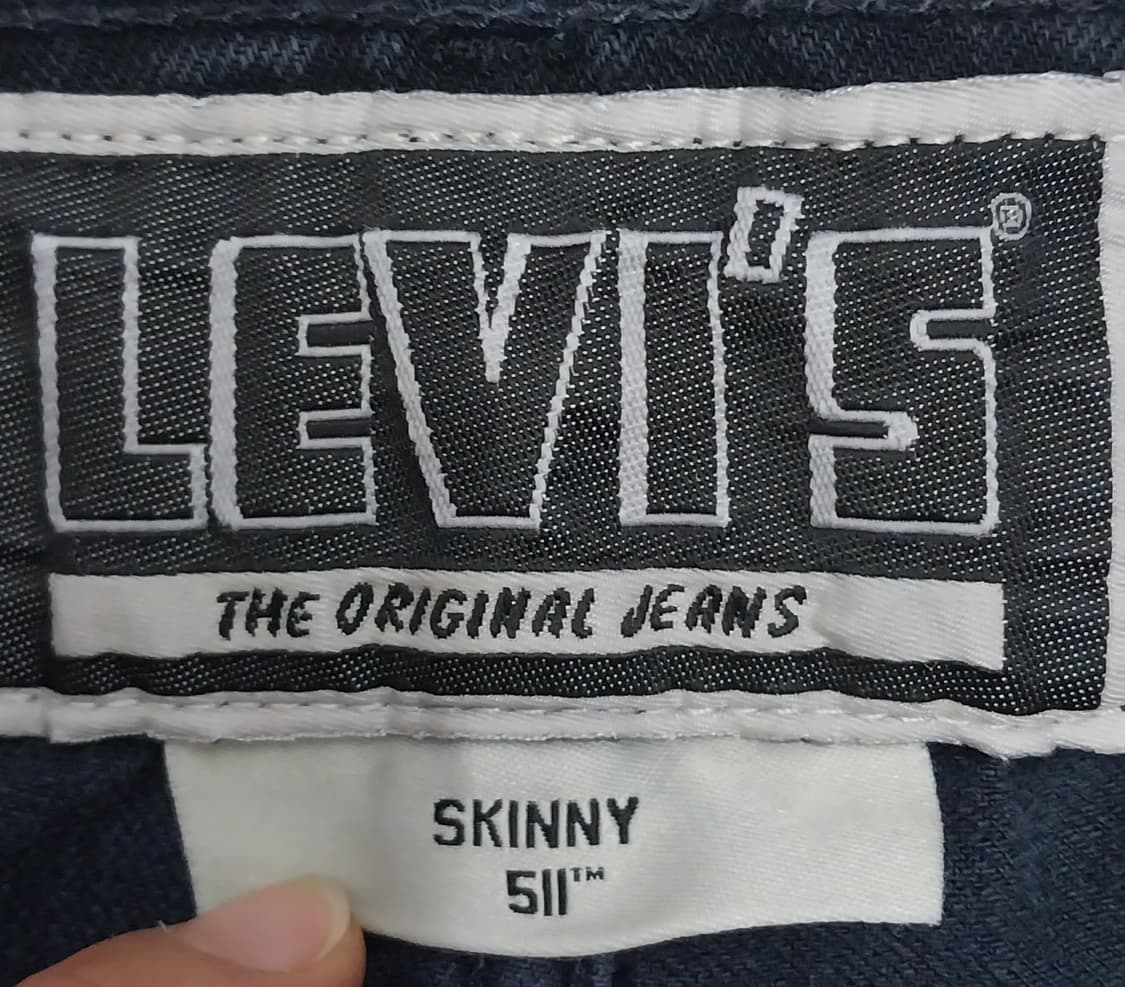 LEVI'S®
THE ORIGINAL JEANS
SKINNY
511™